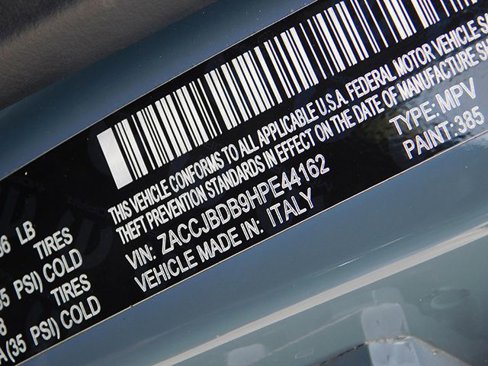 THIS VEHICLE CONFORMS TO ALL APPLICABLE U.S.A. FEDERAL MOTOR VEHICLE
THEFT PREVENTION STANDARDS IN EFFECT ON THE DATE OF MANUFACTURE
VIN: ZACCJBDB9HPE44162
TYPE: MPV
VEHICLE MADE IN: ITALY
PAINT: 385
LB
TIRES
PSI) COLD
TIRES
(35 PSI) COLD